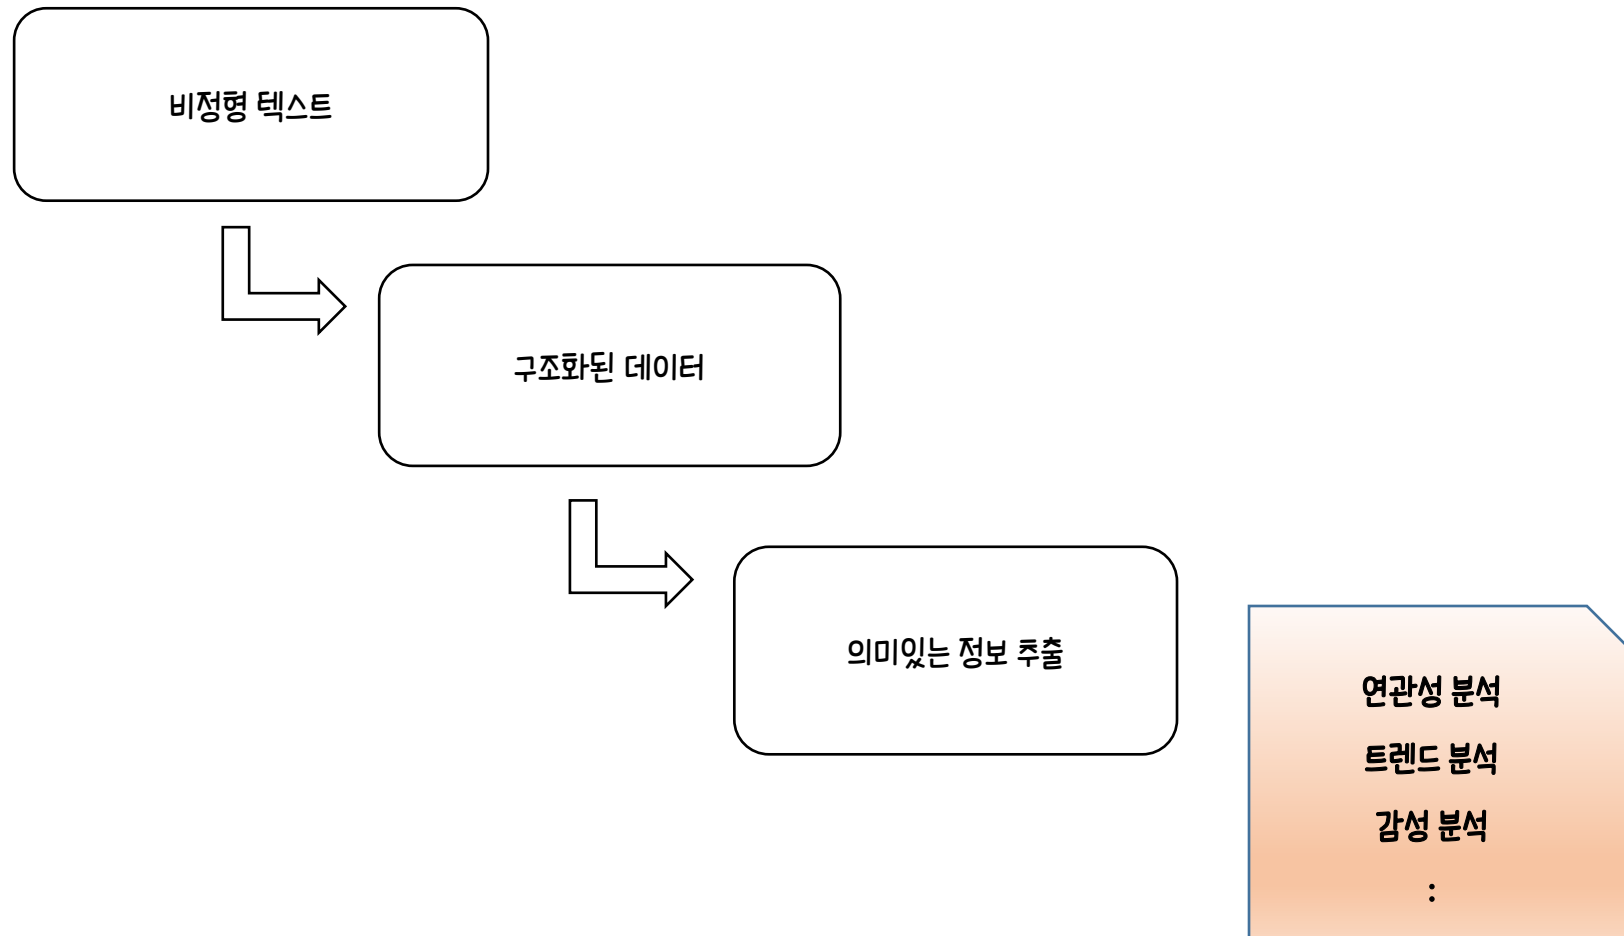 비정형 텍스트
구조화된 데이터
의미있는 정보 추출
연관성 분석
트렌드 분석
감성 분석
: